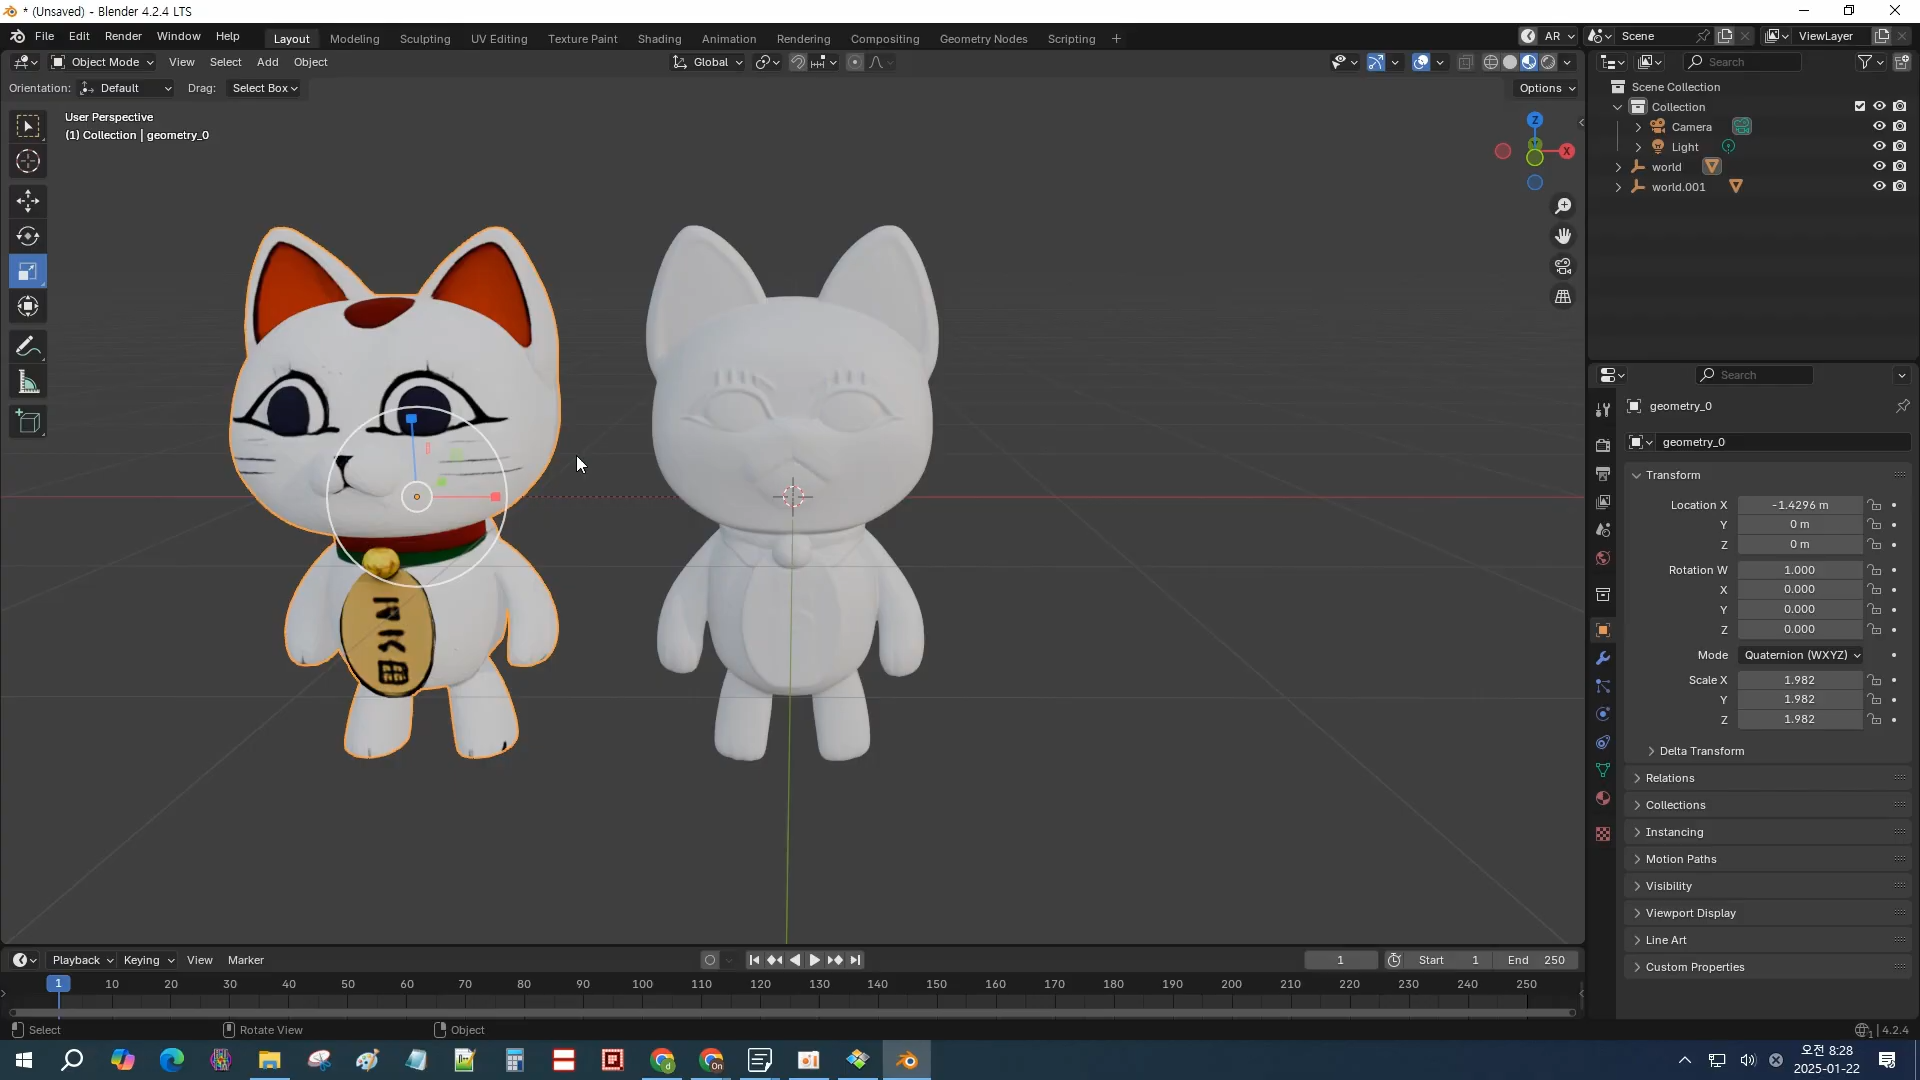 * (Unsaved) - Blender 4.2.4 LTS
File Edit Render Window Help
Layout Modeling Sculpting UV Editing Texture Paint Shading Animation Rendering Compositing Geometry Nodes Scripting +
AR Scene ViewLayer
Object Mode View Select Add Object Global
Search
Orientation: Default Drag: Select Box Options
User Perspective
(1) Collection | geometry_0
Z
X
Scene Collection
Collection
Camera
Light
world
world.001
Search
geometry_0
geometry_0
Transform
Location X -1.4296 m
Y 0 m
Z 0 m
Rotation W 1.000
X 0.000
Y 0.000
Z 0.000
Mode Quaternion (WXYZ)
Scale X 1.982
Y 1.982
Z 1.982
Delta Transform
Relations
Collections
Instancing
Motion Paths
Visibility
Viewport Display
Line Art
Custom Properties
Playback Keying View Marker 1 Start 1 End 250
1 10 20 30 40 50 60 70 80 90 100 110 120 130 140 150 160 170 180 190 200 210 220 230 240 250
Select Rotate View Object 4.2.4
오전 8:28
2025-01-22